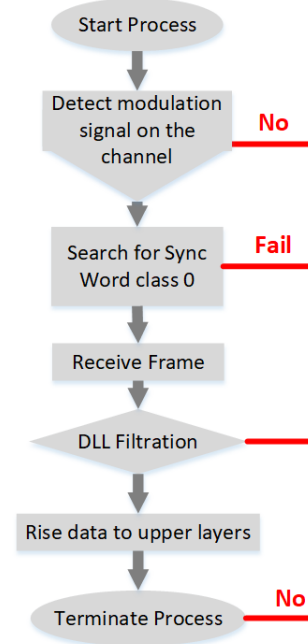 Start Process
Detect modulation
signal on the
channel
No
Search for Sync
Word class 0
Fail
Receive Frame
DLL Filtration
Rise data to upper layers
Terminate Process
No